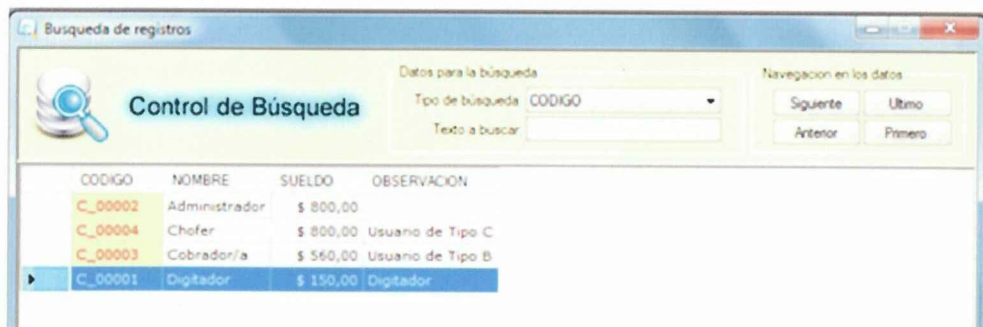 Busqueda de registros
Control de Búsqueda
Datos para la búsqueda
Tipo de búsqueda CODIGO
Texto a buscar
Navegacion en los datos
Siguiente Ultimo
Anterior Primero
CODIGO NOMBRE SUELDO OBSERVACION
C_00002 Administrador $ 800,00
C_00004 Chofer $ 800,00 Usuario de Tipo C
C_00003 Cobrador/a $ 560,00 Usuario de Tipo B
C_00001 Digitador $ 150,00 Digitador